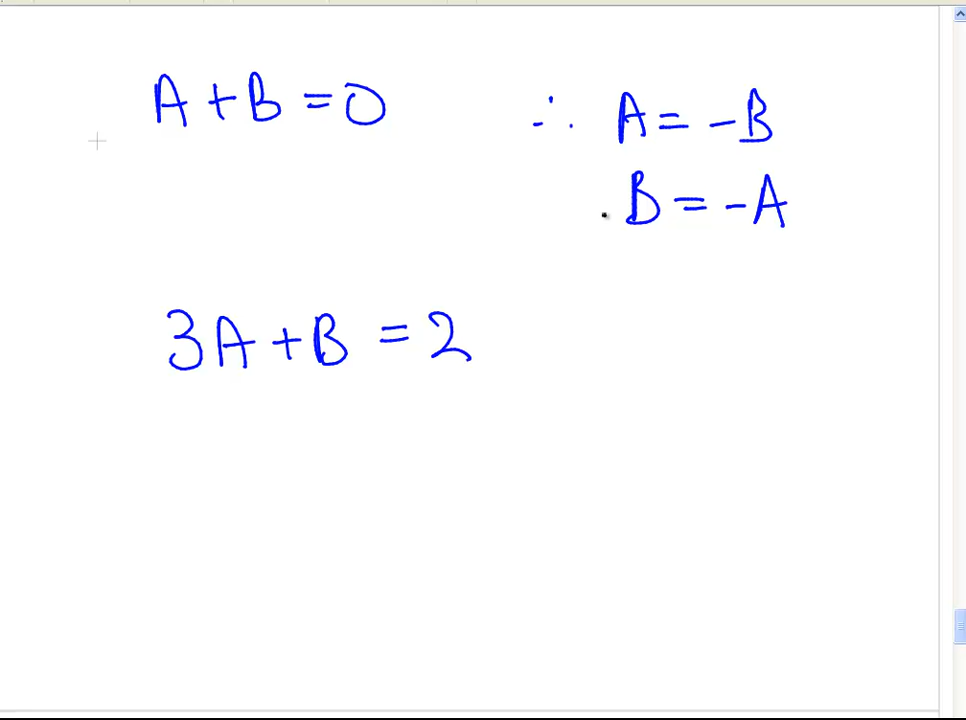 A + B = 0
∴ A = -B
B = -A
3A + B = 2